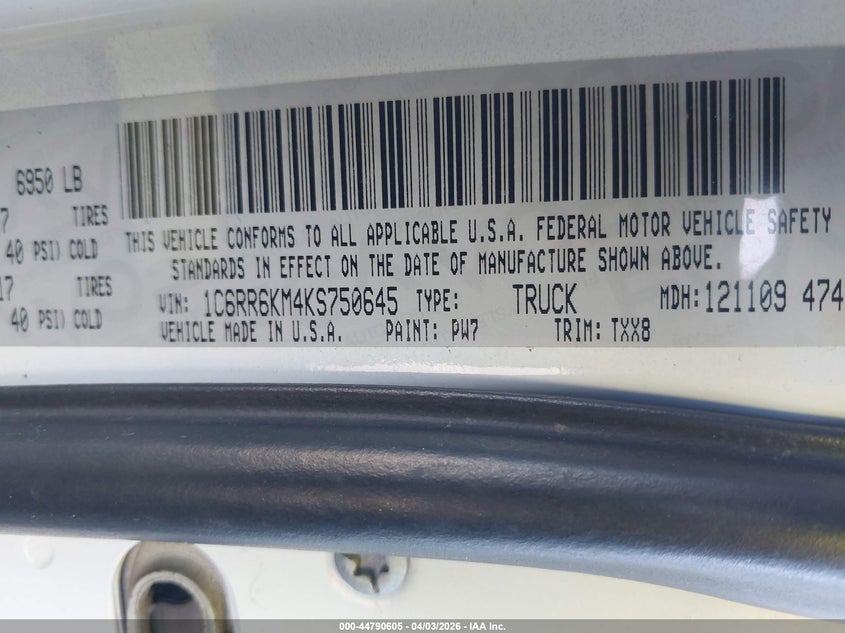 6950 LB
7 TIRES
40 PSI) COLD
17 TIRES
40 PSI) COLD
THIS VEHICLE CONFORMS TO ALL APPLICABLE U.S.A. FEDERAL MOTOR VEHICLE SAFETY
STANDARDS IN EFFECT ON THE DATE OF MANUFACTURE SHOWN ABOVE.
VIN: 1C6RR6KM4KS750645 TYPE: TRUCK MDH:121109 474
VEHICLE MADE IN U.S.A. PAINT: PW7 TRIM: TXX8
000-44790605 - 04/03/2026 - IAA Inc.